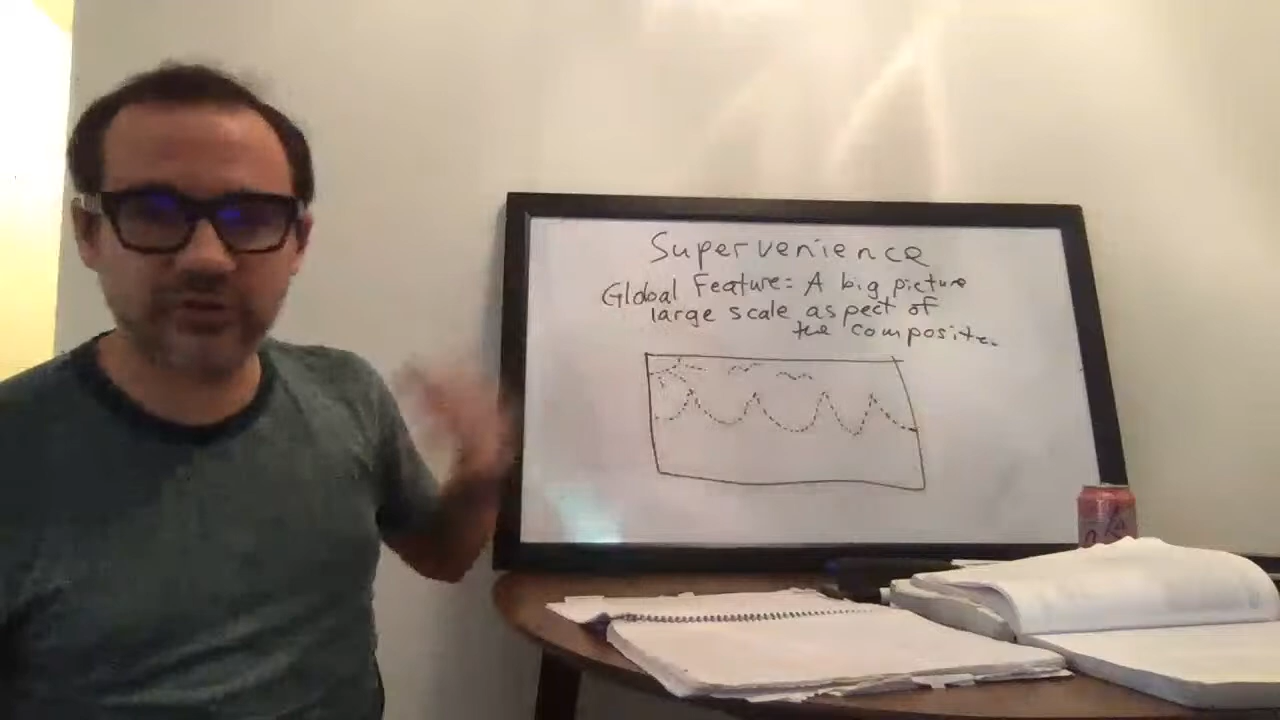 Supervenience
Global Feature: A big picture
large scale aspect of
the composite.